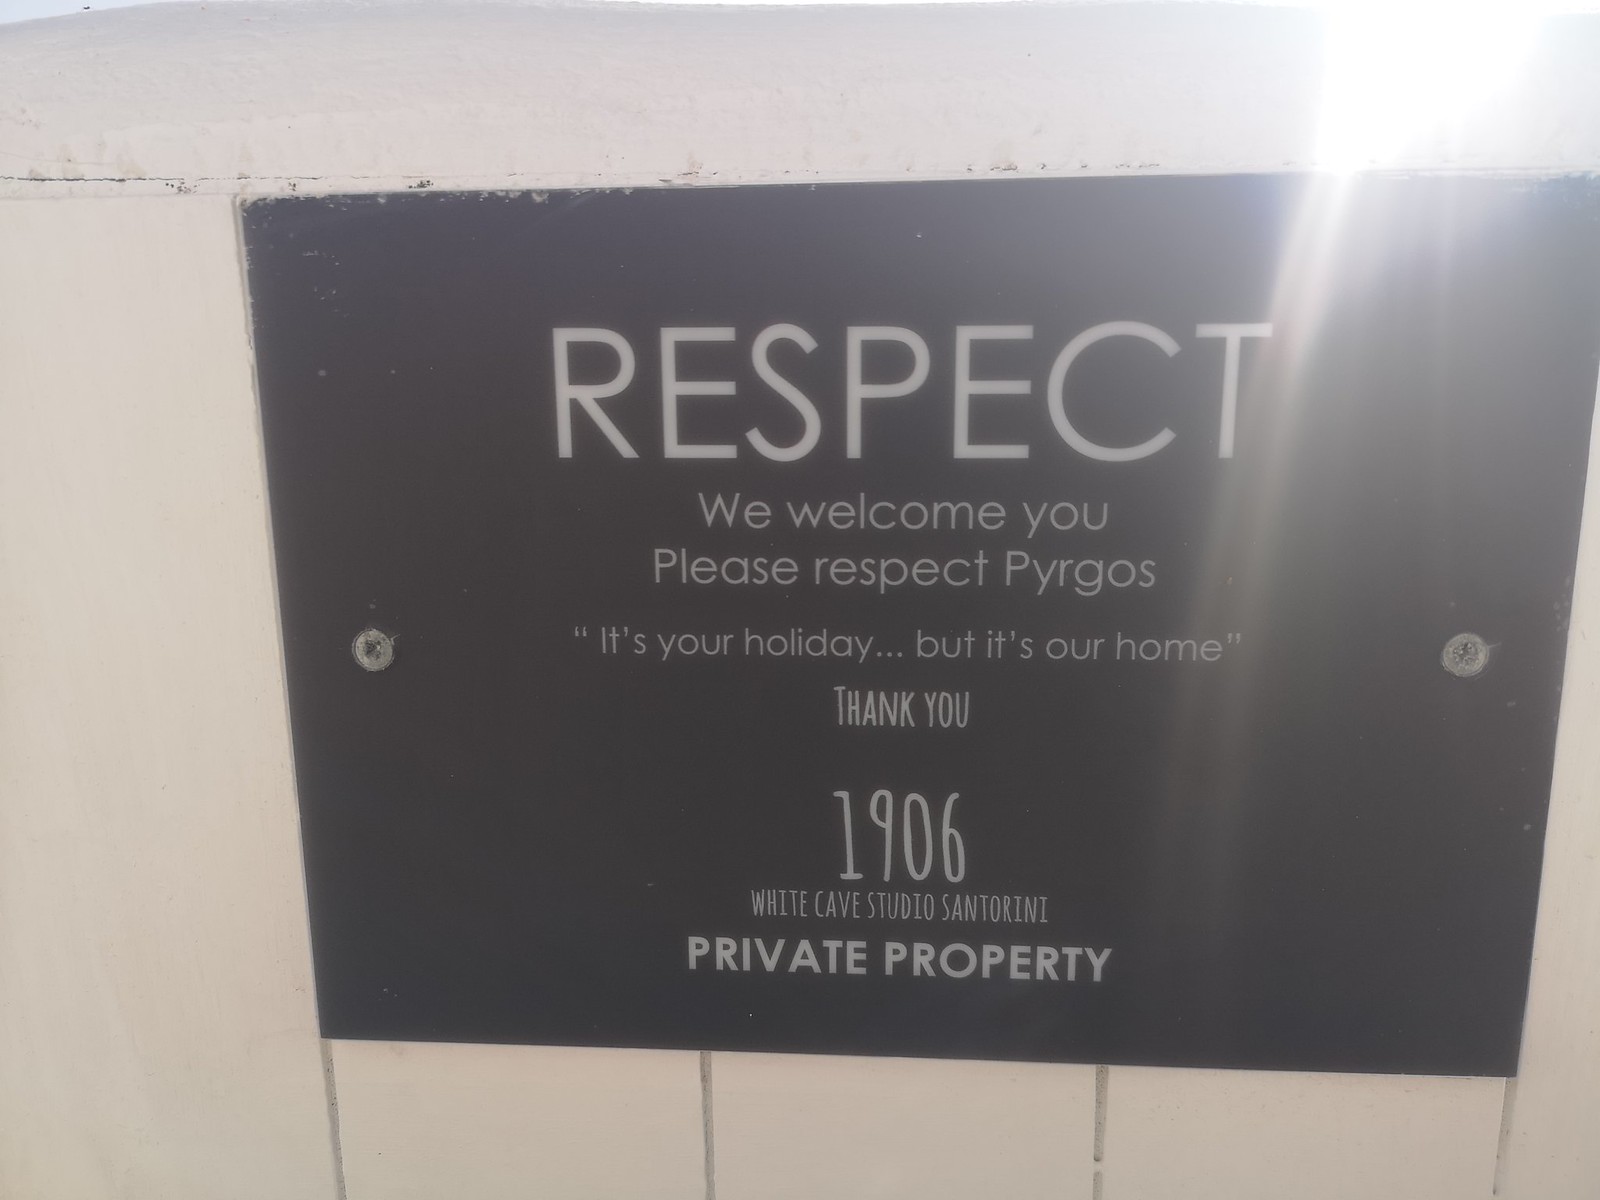 RESPECT
We welcome you
Please respect Pyrgos
“ It’s your holiday... but it’s our home”
THANK YOU
1906
WHITE CAVE STUDIO SANTORINI
PRIVATE PROPERTY